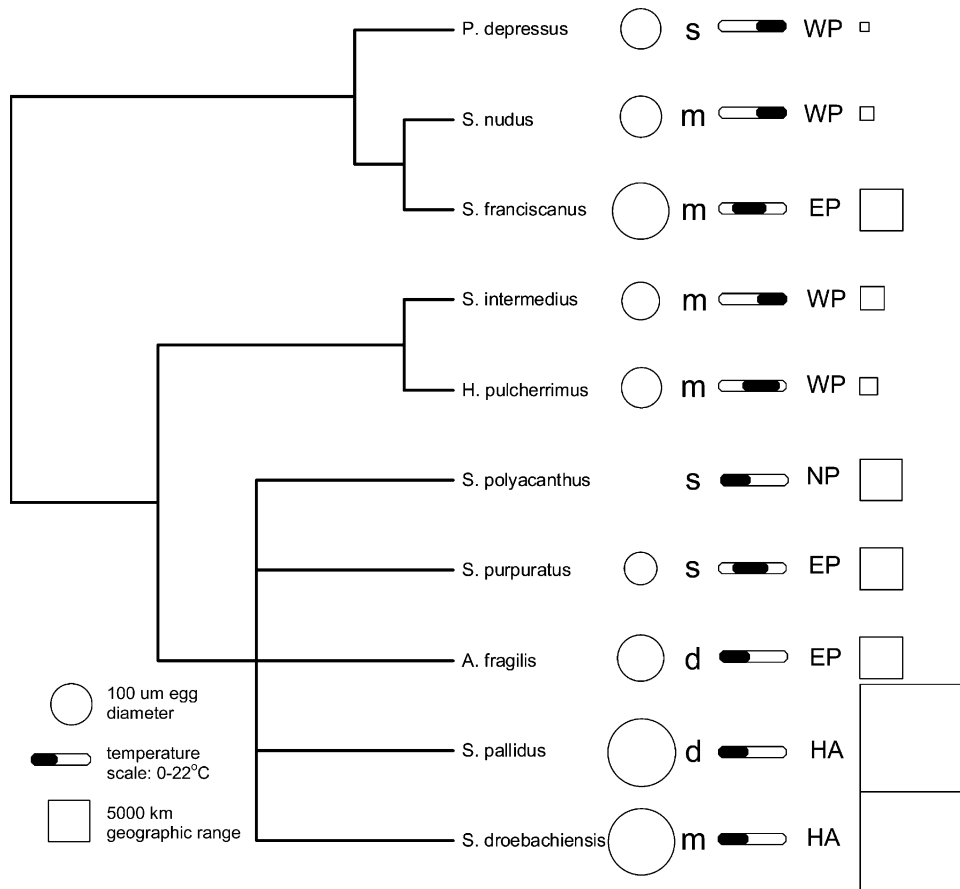 P. depressus s WP
S. nudus m WP
S. franciscanus m EP
S. intermedius m WP
H. pulcherrimus m WP
S. polyacanthus s NP
S. purpuratus s EP
A. fragilis d EP
100 um egg
diameter
S. pallidus d HA
temperature
scale: 0-22°C
5000 km
geographic range
S. droebachiensis m HA